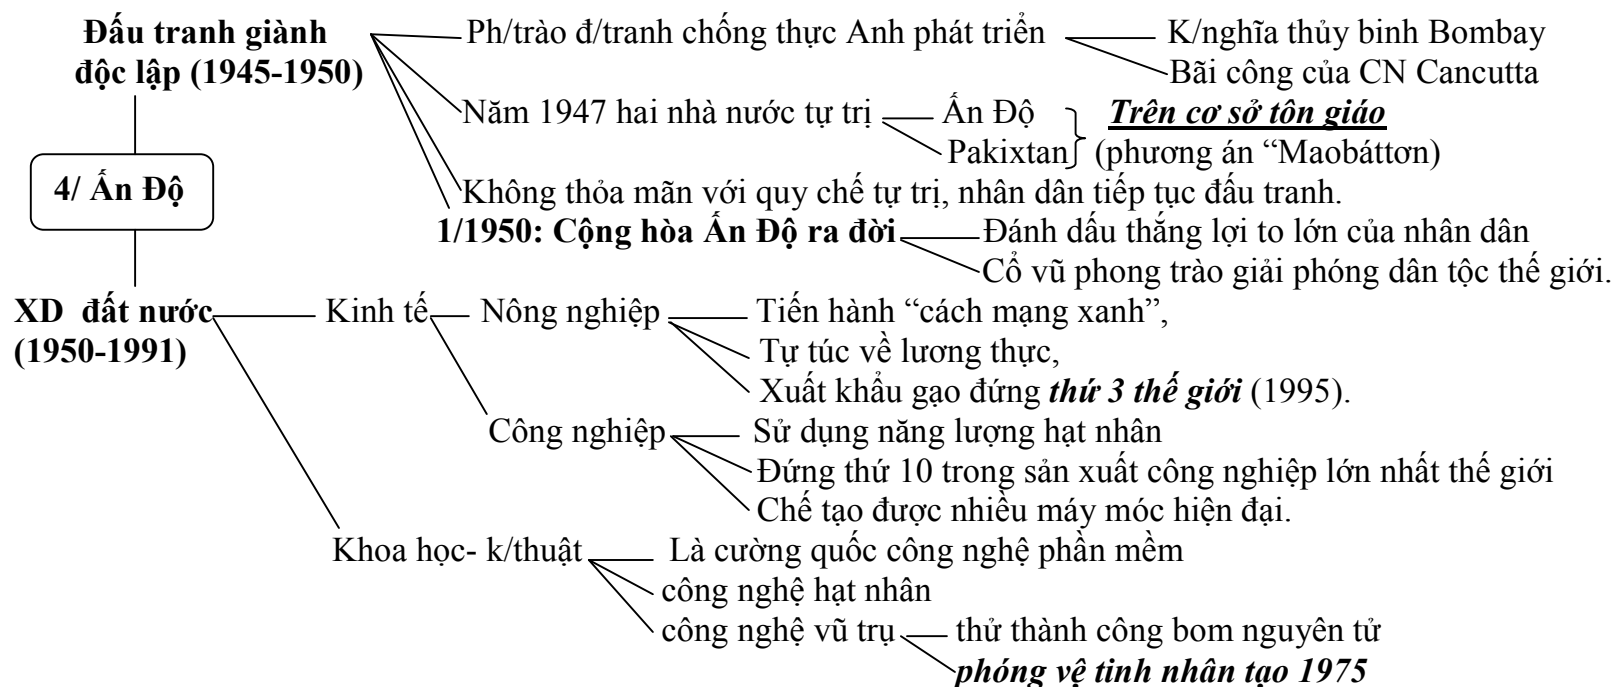 Đấu tranh giành
độc lập (1945-1950)
Ph/trào đ/tranh chống thực Anh phát triển
K/nghĩa thủy binh Bombay
Bãi công của CN Cancutta
Năm 1947 hai nhà nước tự trị
Ấn Độ
Trên cơ sở tôn giáo
Pakixtan
(phương án “Maobáttơn)
4/ Ấn Độ
Không thỏa mãn với quy chế tự trị, nhân dân tiếp tục đấu tranh.
1/1950: Cộng hòa Ấn Độ ra đời
Đánh dấu thắng lợi to lớn của nhân dân
Cổ vũ phong trào giải phóng dân tộc thế giới.
XD đất nước
(1950-1991)
Kinh tế
Nông nghiệp
Tiến hành “cách mạng xanh”,
Tự túc về lương thực,
Xuất khẩu gạo đứng thứ 3 thế giới (1995).
Công nghiệp
Sử dụng năng lượng hạt nhân
Đứng thứ 10 trong sản xuất công nghiệp lớn nhất thế giới
Chế tạo được nhiều máy móc hiện đại.
Khoa học- k/thuật
Là cường quốc công nghệ phần mềm
công nghệ hạt nhân
công nghệ vũ trụ
thử thành công bom nguyên tử
phóng vệ tinh nhân tạo 1975